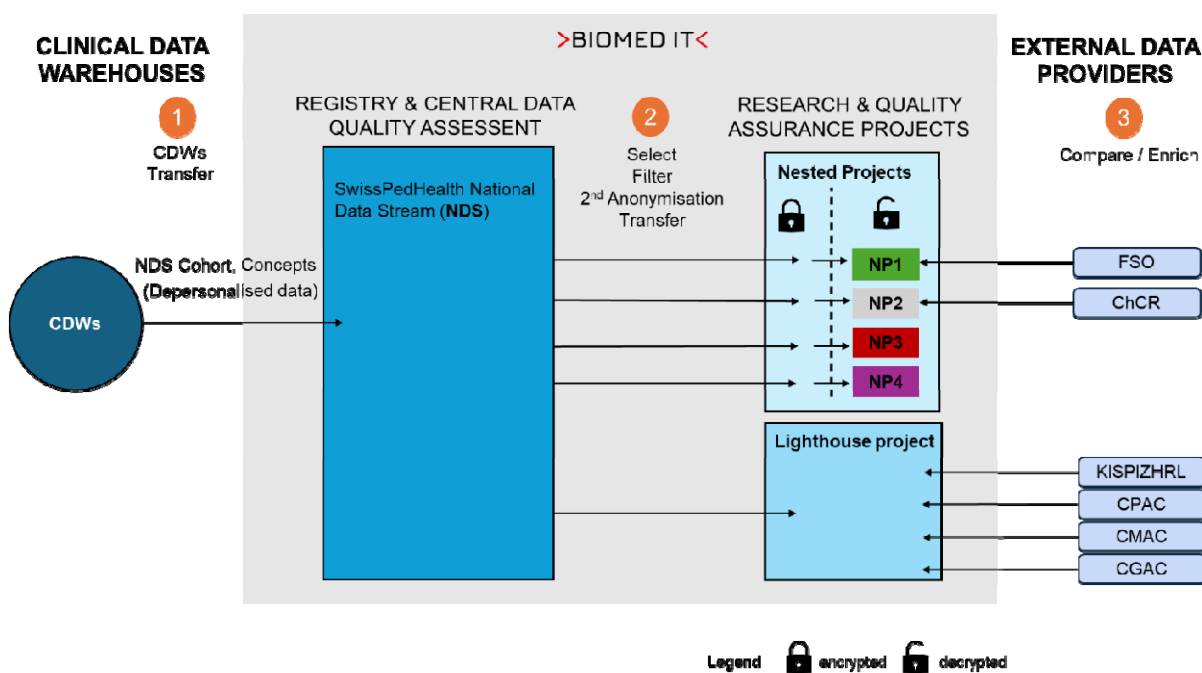 CLINICAL DATA
WAREHOUSES
1
CDWs
Transfer
>BIOMED IT<
EXTERNAL DATA
PROVIDERS
3
Compare / Enrich
REGISTRY & CENTRAL DATA
QUALITY ASSESSENT
2
Select
Filter
2nd Anonymisation
Transfer
RESEARCH & QUALITY
ASSURANCE PROJECTS
SwissPedHealth National
Data Stream (NDS)
Nested Projects
NDS Cohort, Concepts
(Depersonalised data)
CDWs
NP1
NP2
NP3
NP4
FSO
ChCR
Lighthouse project
KISPIZHRL
CPAC
CMAC
CGAC
Legend encrypted decrypted